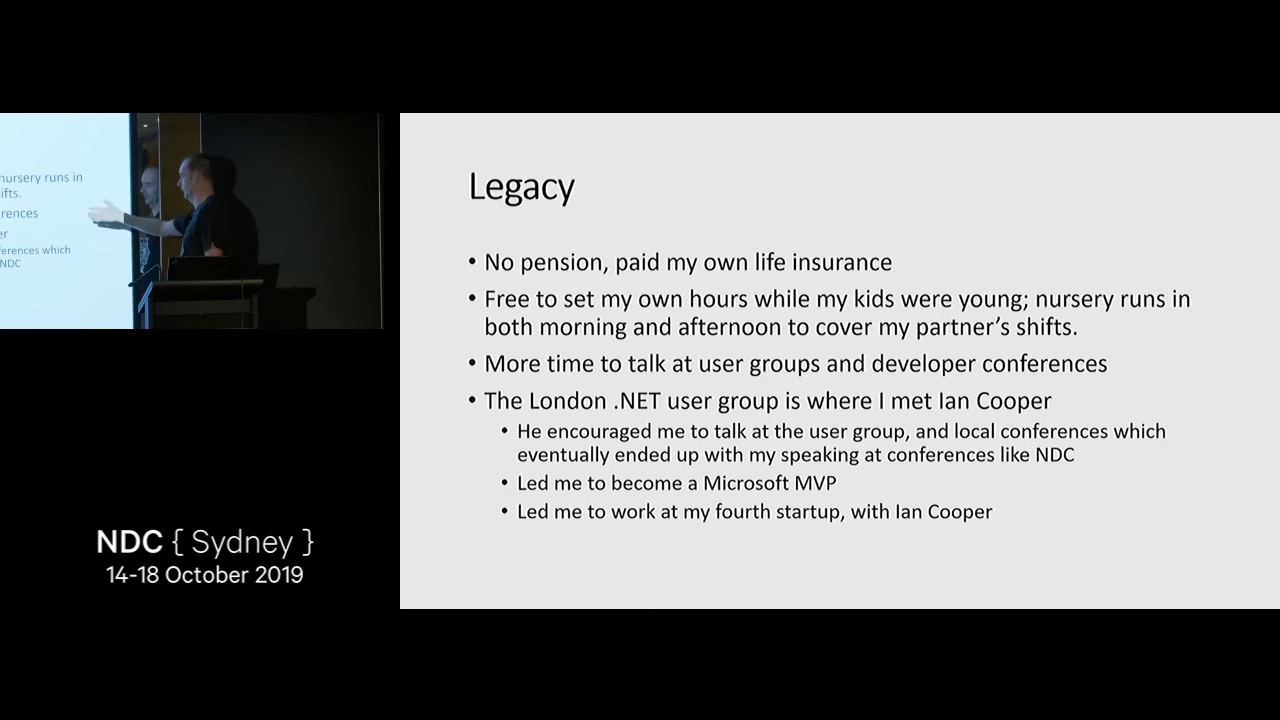 nursery runs in
ifts.
rences
er
ferences which
NDC
NDC { Sydney }
14-18 October 2019
Legacy
• No pension, paid my own life insurance
• Free to set my own hours while my kids were young; nursery runs in
both morning and afternoon to cover my partner's shifts.
• More time to talk at user groups and developer conferences
• The London .NET user group is where I met Ian Cooper
• He encouraged me to talk at the user group, and local conferences which
eventually ended up with my speaking at conferences like NDC
• Led me to become a Microsoft MVP
• Led me to work at my fourth startup, with Ian Cooper